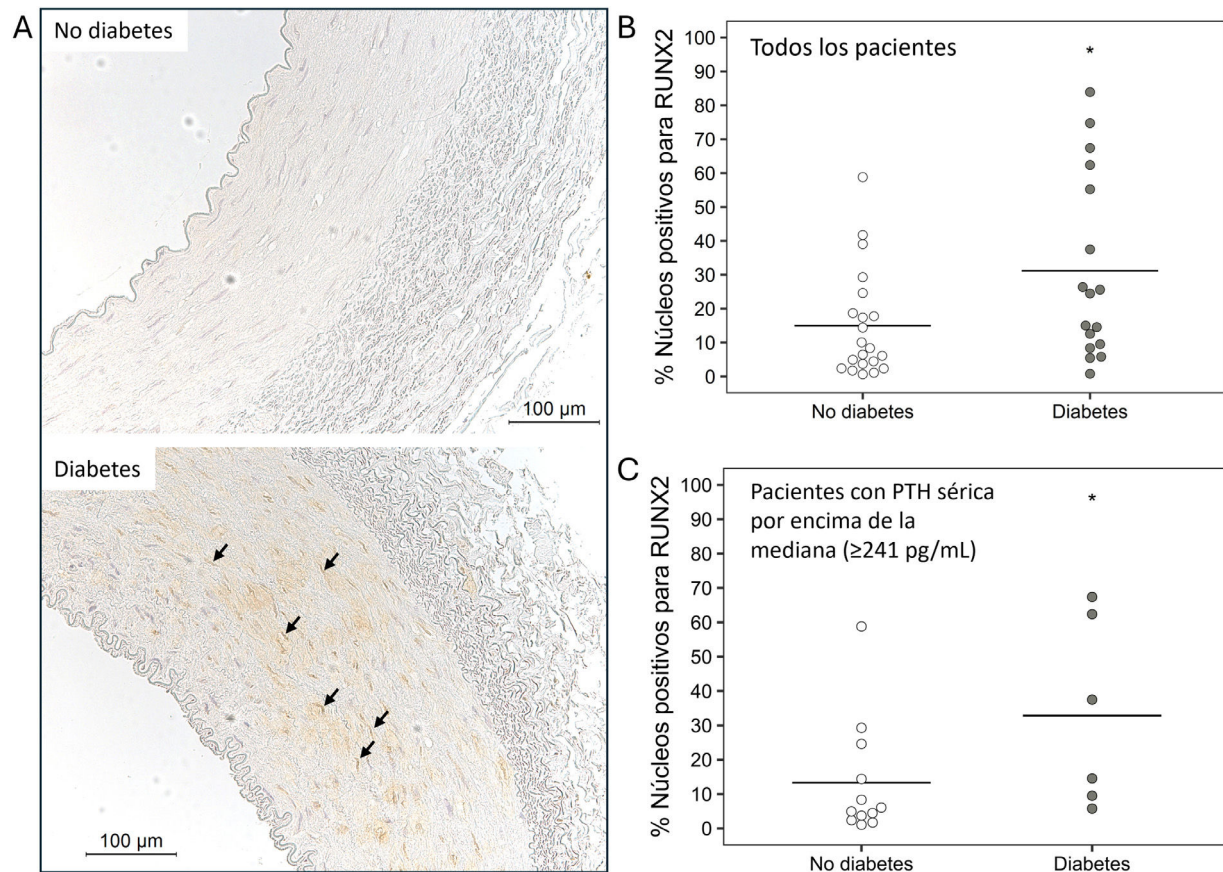 A
No diabetes
100 µm
Diabetes
100 µm
B
Todos los pacientes
*
% Núcleos positivos para RUNX2
100
90
80
70
60
50
40
30
20
10
0
No diabetes
Diabetes
C
Pacientes con PTH sérica
por encima de la
mediana (≥241 pg/mL)
*
% Núcleos positivos para RUNX2
100
90
80
70
60
50
40
30
20
10
0
No diabetes
Diabetes